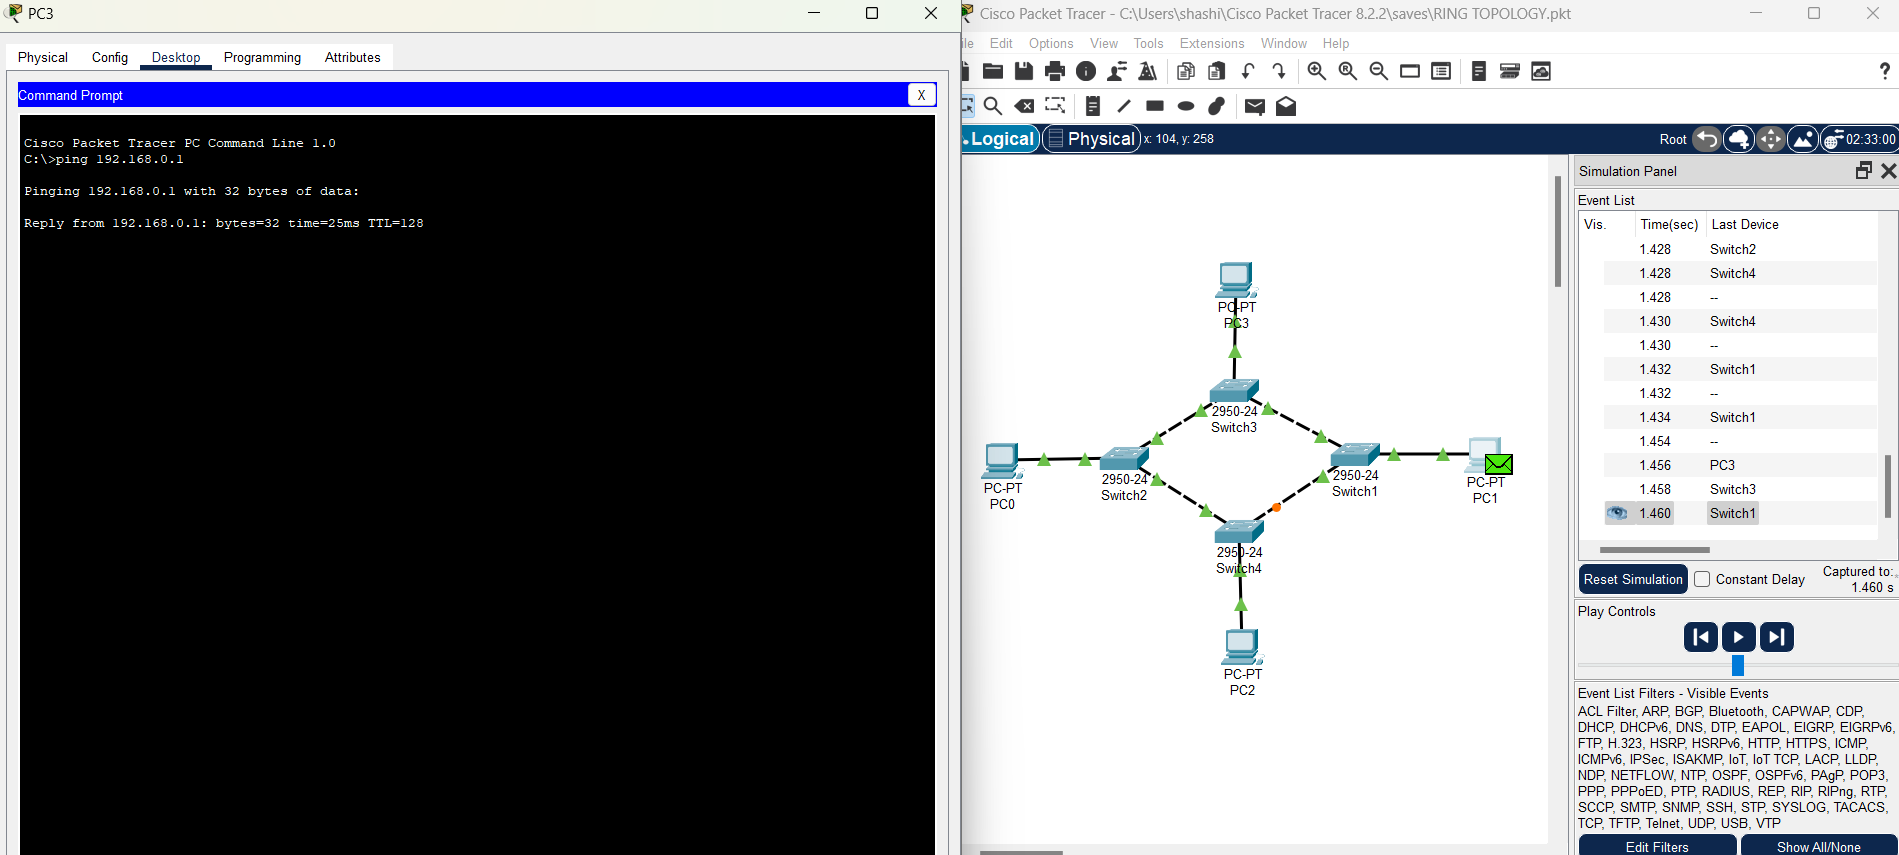 PC3
Physical Config Desktop Programming Attributes
Command Prompt
X
Cisco Packet Tracer PC Command Line 1.0
C:\>ping 192.168.0.1
Pinging 192.168.0.1 with 32 bytes of data:
Reply from 192.168.0.1: bytes=32 time=25ms TTL=128
Cisco Packet Tracer - C:\Users\shashi\Cisco Packet Tracer 8.2.2\saves\RING TOPOLOGY.pkt
ile Edit Options View Tools Extensions Window Help
?
Logical Physical x: 104, y: 258
Root 02:33:00
PC-PT
PC3
2950-24
Switch3
PC-PT
PC0
2950-24
Switch2
2950-24
Switch1
PC-PT
PC1
2950-24
Switch4
PC-PT
PC2
Simulation Panel
Event List
Vis. Time(sec) Last Device
1.428 Switch2
1.428 Switch4
1.428 --
1.430 Switch4
1.430 --
1.432 Switch1
1.432 --
1.434 Switch1
1.454 --
1.456 PC3
1.458 Switch3
1.460 Switch1
Reset Simulation Constant Delay Captured to:
1.460 s
Play Controls
Event List Filters - Visible Events
ACL Filter, ARP, BGP, Bluetooth, CAPWAP, CDP,
DHCP, DHCPv6, DNS, DTP, EAPOL, EIGRP, EIGRPv6,
FTP, H.323, HSRP, HSRPv6, HTTP, HTTPS, ICMP,
ICMPv6, IPSec, ISAKMP, IoT, IoT TCP, LACP, LLDP,
NDP, NETFLOW, NTP, OSPF, OSPFv6, PAgP, POP3,
PPP, PPPoED, PTP, RADIUS, REP, RIP, RIPng, RTP,
SCCP, SMTP, SNMP, SSH, STP, SYSLOG, TACACS,
TCP, TFTP, Telnet, UDP, USB, VTP
Edit Filters Show All/None